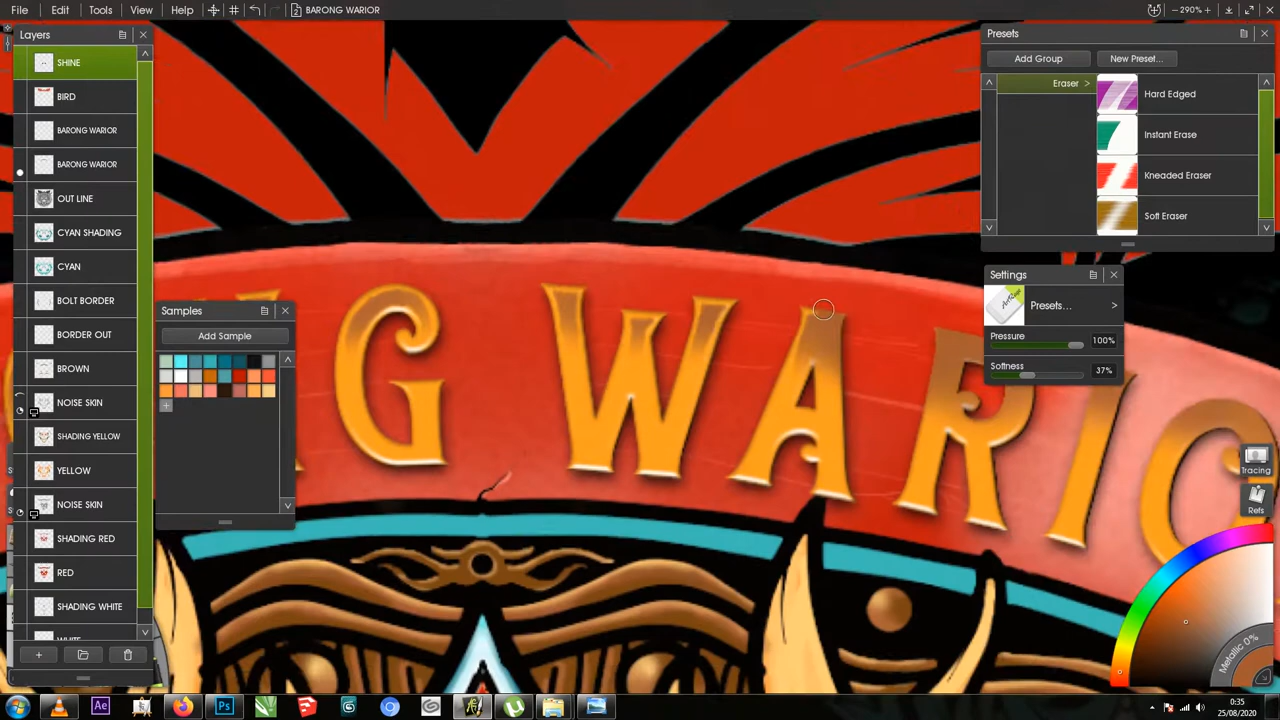 File Edit Tools View Help BARONG WARIOR -290%
Layers
SHINE
BIRD
BARONG WARIOR
BARONG WARIOR
OUT LINE
CYAN SHADING
CYAN
BOLT BORDER
BORDER OUT
BROWN
NOISE SKIN
SHADING YELLOW
YELLOW
NOISE SKIN
SHADING RED
RED
SHADING WHITE
WHITE
Samples
Add Sample
G WARIO
Presets
Add Group New Preset...
Eraser >
Hard Edged
Instant Erase
Kneaded Eraser
Soft Eraser
Settings
Presets... >
Pressure
100%
Softness
37%
Tracing
Refs
Metallic 0%
Ae Ps
0:35
25/08/2020